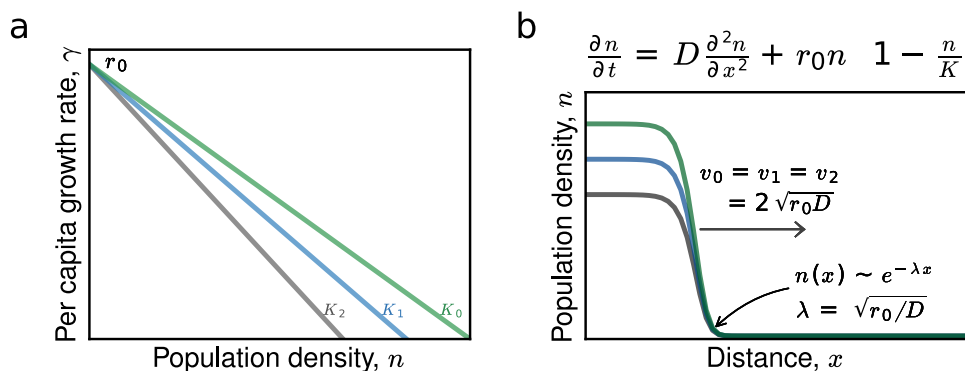 a
Per capita growth rate, γ
r₀
K₂ K₁ K₀
Population density, n
b
∂n/∂t = D ∂²n/∂x² + r₀n 1 − n/K
Population density, n
v₀ = v₁ = v₂
= 2 √r₀D
n(x) ~ e^{−λx}
λ = √r₀/D
Distance, x